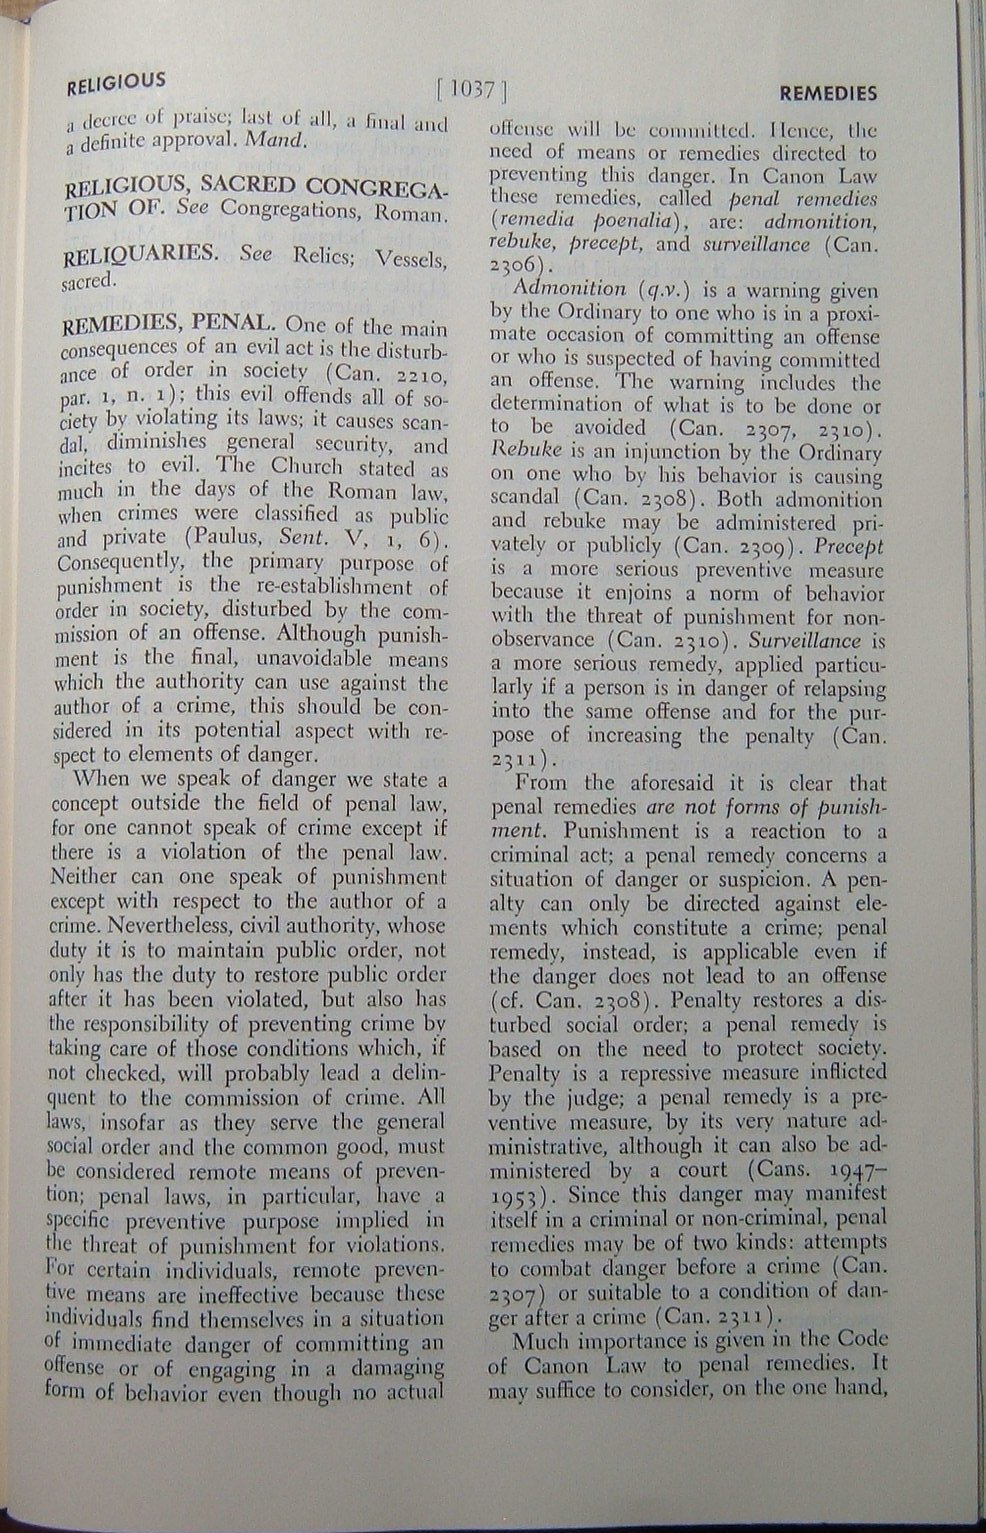 RELIGIOUS
[ 1037 ]
REMEDIES
a decree of praise; last of all, a final and
a definite approval. Mand.
RELIGIOUS, SACRED CONGREGA-
TION OF. See Congregations, Roman.
RELIQUARIES. See Relics; Vessels,
sacred.
REMEDIES, PENAL. One of the main
consequences of an evil act is the disturb-
ance of order in society (Can. 2210,
par. 1, n. 1); this evil offends all of so-
ciety by violating its laws; it causes scan-
dal, diminishes general security, and
incites to evil. The Church stated as
much in the days of the Roman law,
when crimes were classified as public
and private (Paulus, Sent. V, 1, 6).
Consequently, the primary purpose of
punishment is the re-establishment of
order in society, disturbed by the com-
mission of an offense. Although punish-
ment is the final, unavoidable means
which the authority can use against the
author of a crime, this should be con-
sidered in its potential aspect with re-
spect to elements of danger.
When we speak of danger we state a
concept outside the field of penal law,
for one cannot speak of crime except if
there is a violation of the penal law.
Neither can one speak of punishment
except with respect to the author of a
crime. Nevertheless, civil authority, whose
duty it is to maintain public order, not
only has the duty to restore public order
after it has been violated, but also has
the responsibility of preventing crime by
taking care of those conditions which, if
not checked, will probably lead a delin-
quent to the commission of crime. All
laws, insofar as they serve the general
social order and the common good, must
be considered remote means of preven-
tion; penal laws, in particular, have a
specific preventive purpose implied in
the threat of punishment for violations.
For certain individuals, remote preven-
tive means are ineffective because these
individuals find themselves in a situation
of immediate danger of committing an
offense or of engaging in a damaging
form of behavior even though no actual
offense will be committed. Hence, the
need of means or remedies directed to
preventing this danger. In Canon Law
these remedies, called penal remedies
(remedia poenalia), are: admonition,
rebuke, precept, and surveillance (Can.
2306).
Admonition (q.v.) is a warning given
by the Ordinary to one who is in a proxi-
mate occasion of committing an offense
or who is suspected of having committed
an offense. The warning includes the
determination of what is to be done or
to be avoided (Can. 2307, 2310).
Rebuke is an injunction by the Ordinary
on one who by his behavior is causing
scandal (Can. 2308). Both admonition
and rebuke may be administered pri-
vately or publicly (Can. 2309). Precept
is a more serious preventive measure
because it enjoins a norm of behavior
with the threat of punishment for non-
observance (Can. 2310). Surveillance is
a more serious remedy, applied particu-
larly if a person is in danger of relapsing
into the same offense and for the pur-
pose of increasing the penalty (Can.
2311).
From the aforesaid it is clear that
penal remedies are not forms of punish-
ment. Punishment is a reaction to a
criminal act; a penal remedy concerns a
situation of danger or suspicion. A pen-
alty can only be directed against ele-
ments which constitute a crime; penal
remedy, instead, is applicable even if
the danger does not lead to an offense
(cf. Can. 2308). Penalty restores a dis-
turbed social order; a penal remedy is
based on the need to protect society.
Penalty is a repressive measure inflicted
by the judge; a penal remedy is a pre-
ventive measure, by its very nature ad-
ministrative, although it can also be ad-
ministered by a court (Cans. 1947–
1953). Since this danger may manifest
itself in a criminal or non-criminal, penal
remedies may be of two kinds: attempts
to combat danger before a crime (Can.
2307) or suitable to a condition of dan-
ger after a crime (Can. 2311).
Much importance is given in the Code
of Canon Law to penal remedies. It
may suffice to consider, on the one hand,